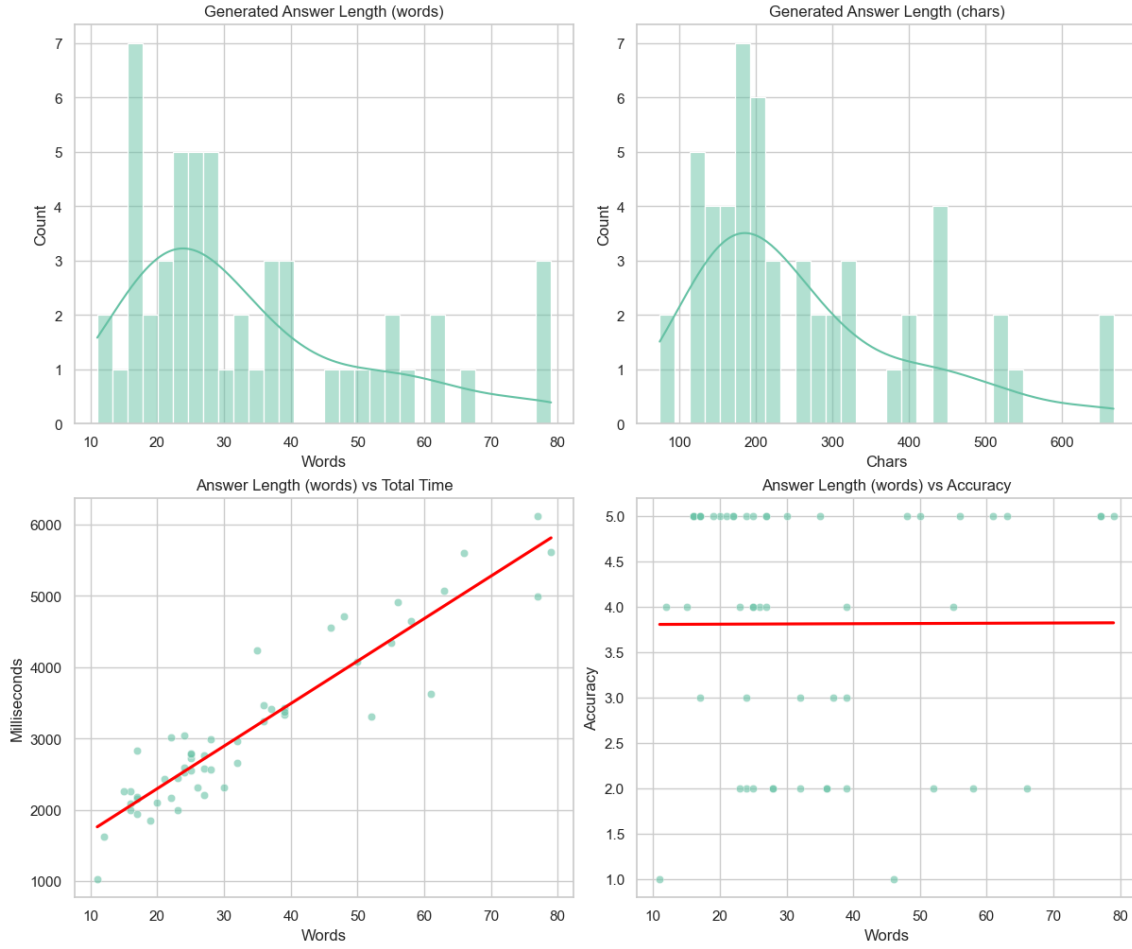 Generated Answer Length (words)
7
6
5
4
3
2
1
0
Count
10 20 30 40 50 60 70 80
Words
Generated Answer Length (chars)
7
6
5
4
3
2
1
0
Count
100 200 300 400 500 600
Chars
Answer Length (words) vs Total Time
6000
5000
4000
3000
2000
1000
Milliseconds
10 20 30 40 50 60 70 80
Words
Answer Length (words) vs Accuracy
5.0
4.5
4.0
3.5
3.0
2.5
2.0
1.5
1.0
Accuracy
10 20 30 40 50 60 70 80
Words